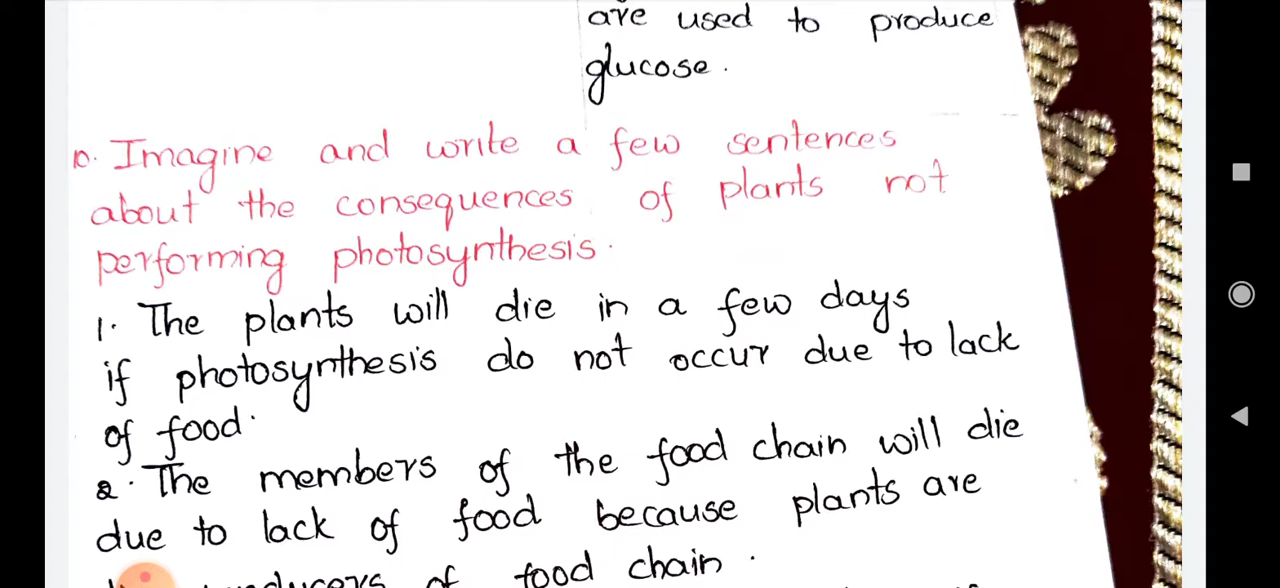 are used to produce
glucose.
10. Imagine and write a few sentences
about the consequences of plants not
performing photosynthesis.
1. The plants will die in a few days
if photosynthesis do not occur due to lack
of food.
2. The members of the food chain will die
due to lack of food because plants are
of food chain.